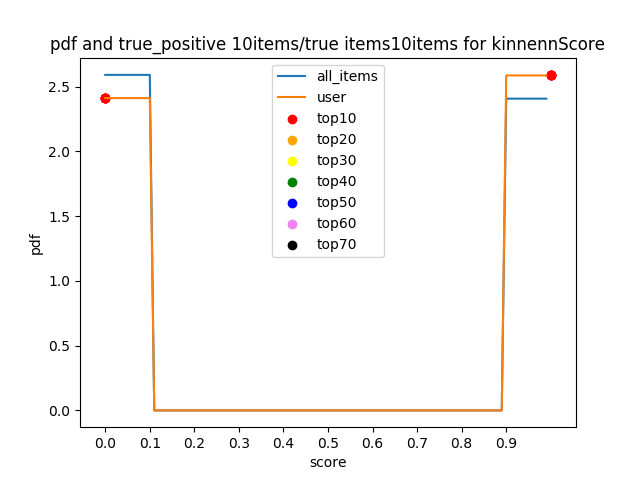 pdf and true_positive 10items/true items10items for kinnennScore
all_items
user
top10
top20
top30
top40
top50
top60
top70
pdf
2.5
2.0
1.5
1.0
0.5
0.0
0.0 0.1 0.2 0.3 0.4 0.5 0.6 0.7 0.8 0.9
score